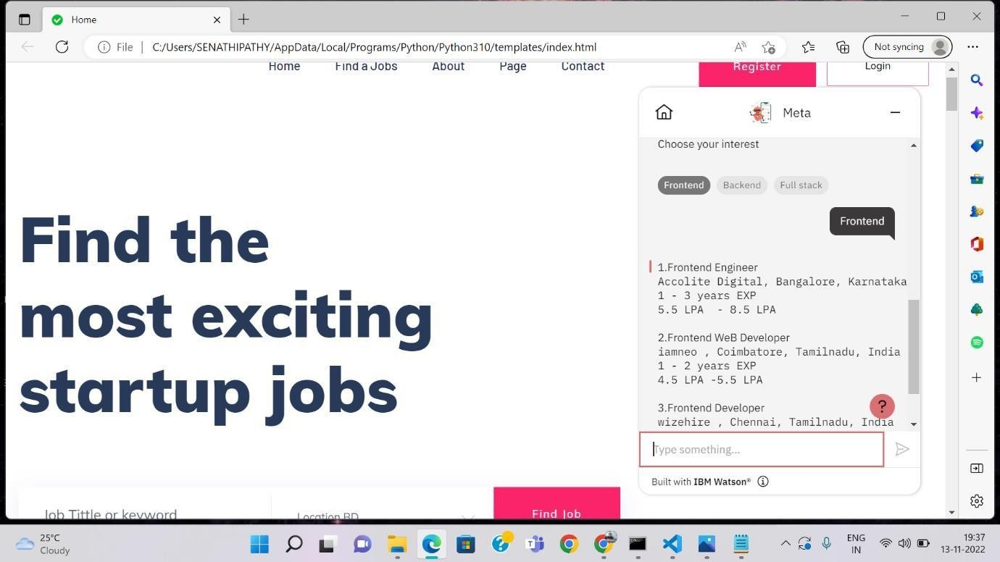 Home
File | C:/Users/SENATHIPATHY/AppData/Local/Programs/Python/Python310/templates/index.html
Not syncing
Home Find a Jobs About Page Contact Register Login
Find the
most exciting
startup jobs
Job Tittle or keyword Location BD Find Job
Meta
Choose your interest
Frontend Backend Full stack
Frontend
1.Frontend Engineer
Accolite Digital, Bangalore, Karnataka
1 - 3 years EXP
5.5 LPA - 8.5 LPA
2.Frontend WeB Developer
iamneo , Coimbatore, Tamilnadu, India
1 - 2 years EXP
4.5 LPA -5.5 LPA
3.Frontend Developer
wizehire , Chennai, Tamilnadu, India
?
Type something...
Built with IBM Watson®
25°C
Cloudy
ENG
IN
19:37
13-11-2022